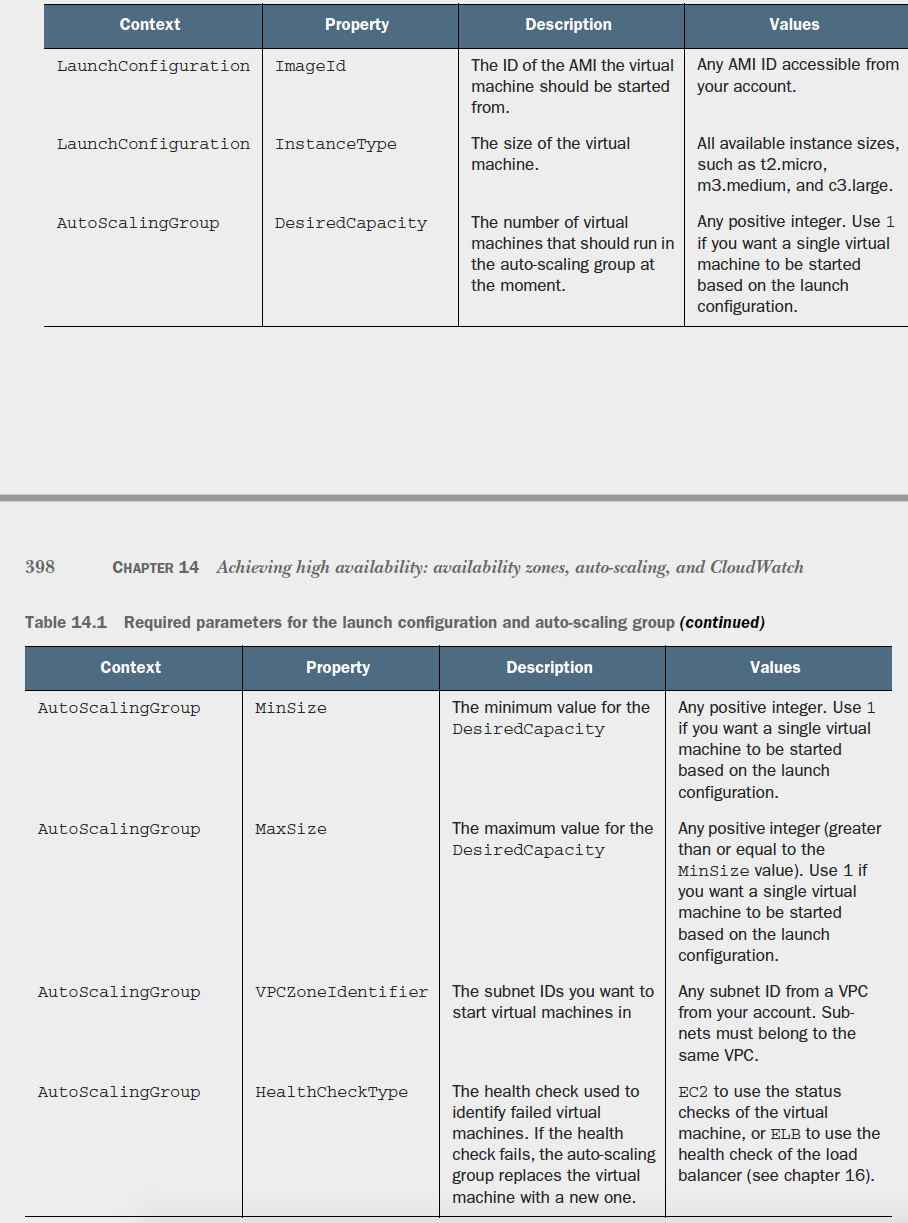 Context Property Description Values
LaunchConfiguration ImageId The ID of the AMI the virtual machine should be started from. Any AMI ID accessible from your account.
LaunchConfiguration InstanceType The size of the virtual machine. All available instance sizes, such as t2.micro, m3.medium, and c3.large.
AutoScalingGroup DesiredCapacity The number of virtual machines that should run in the auto-scaling group at the moment. Any positive integer. Use 1 if you want a single virtual machine to be started based on the launch configuration.
398 CHAPTER 14 Achieving high availability: availability zones, auto-scaling, and CloudWatch
Table 14.1 Required parameters for the launch configuration and auto-scaling group (continued)
Context Property Description Values
AutoScalingGroup MinSize The minimum value for the DesiredCapacity Any positive integer. Use 1 if you want a single virtual machine to be started based on the launch configuration.
AutoScalingGroup MaxSize The maximum value for the DesiredCapacity Any positive integer (greater than or equal to the MinSize value). Use 1 if you want a single virtual machine to be started based on the launch configuration.
AutoScalingGroup VPCZoneIdentifier The subnet IDs you want to start virtual machines in Any subnet ID from a VPC from your account. Sub-nets must belong to the same VPC.
AutoScalingGroup HealthCheckType The health check used to identify failed virtual machines. If the health check fails, the auto-scaling group replaces the virtual machine with a new one. EC2 to use the status checks of the virtual machine, or ELB to use the health check of the load balancer (see chapter 16).